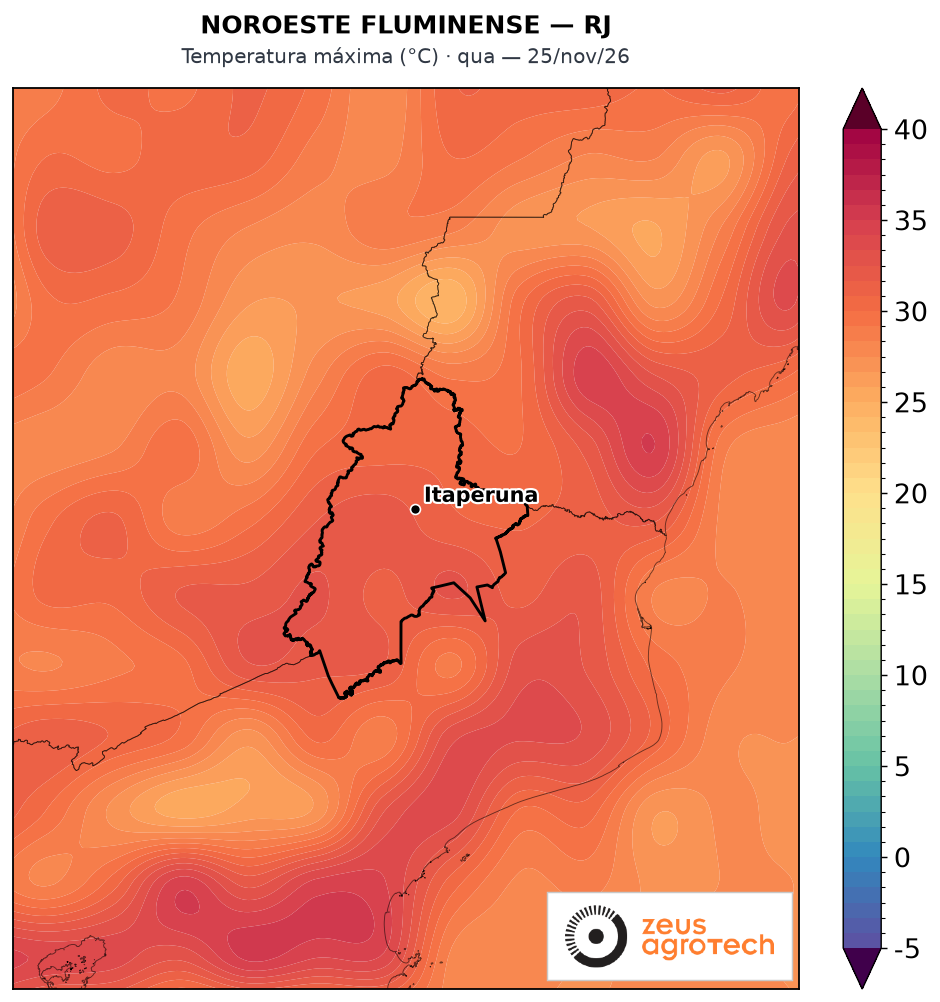 NOROESTE FLUMINENSE — RJ
Temperatura máxima (°C) · qua — 25/nov/26
Itaperuna
40
35
30
25
20
15
10
5
0
-5
zeus
agrotech